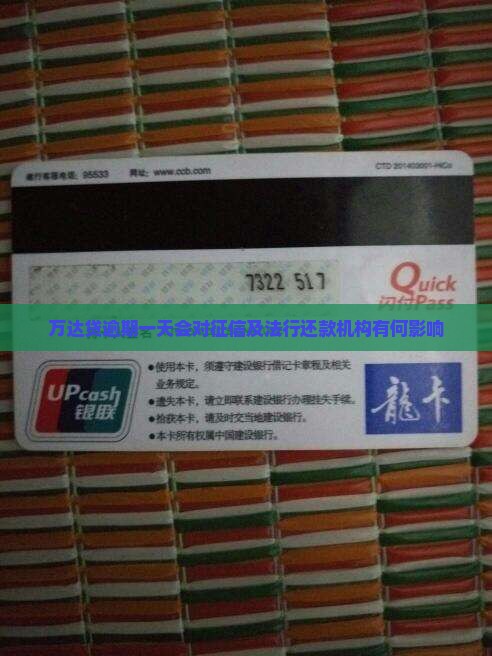 银行客服电话：95533 网址：www.ccb.com
CTD 201403001-HiCo
7322 517
Quick
闪付Pass
万达贷逾期一天会对征信及法行还款机构有何影响
●使用本卡，须遵守建设银行借记卡章程及相关
业务规定。
●遗失本卡，请立即联系建设银行办理挂失手续。
●拾获本卡，请及时交当地建设银行。
●本卡所有权属中国建设银行。
UPcash
银联
龍卡